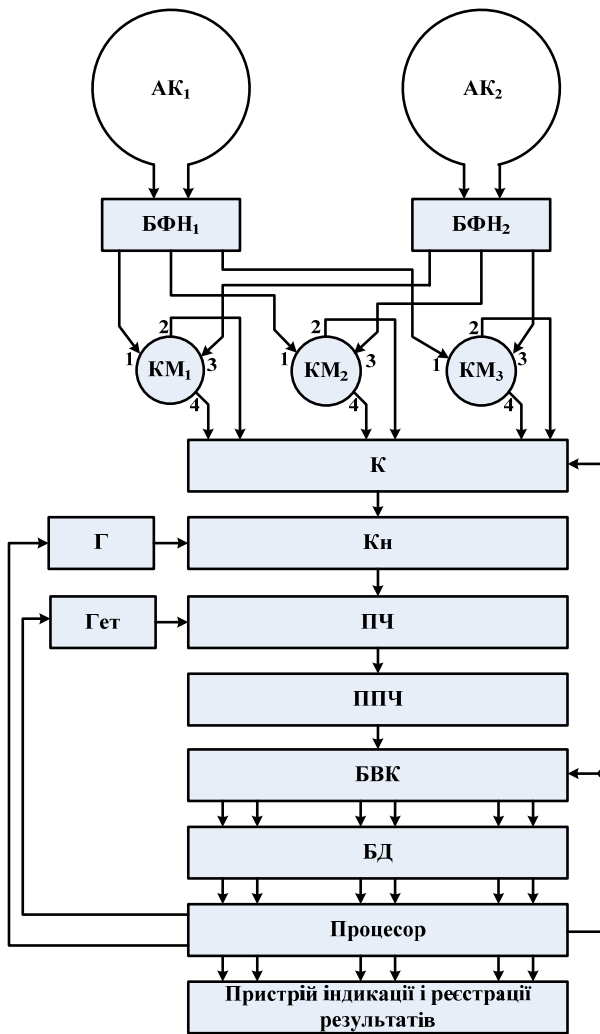 АК₁
АК₂
БФН₁
БФН₂
2
2
2
1
КМ₁
3
1
КМ₂
3
1
КМ₃
3
4
4
4
К
Г
Кн
Гет
ПЧ
ППЧ
БВК
БД
Процесор
Пристрій індикації і реєстрації
результатів